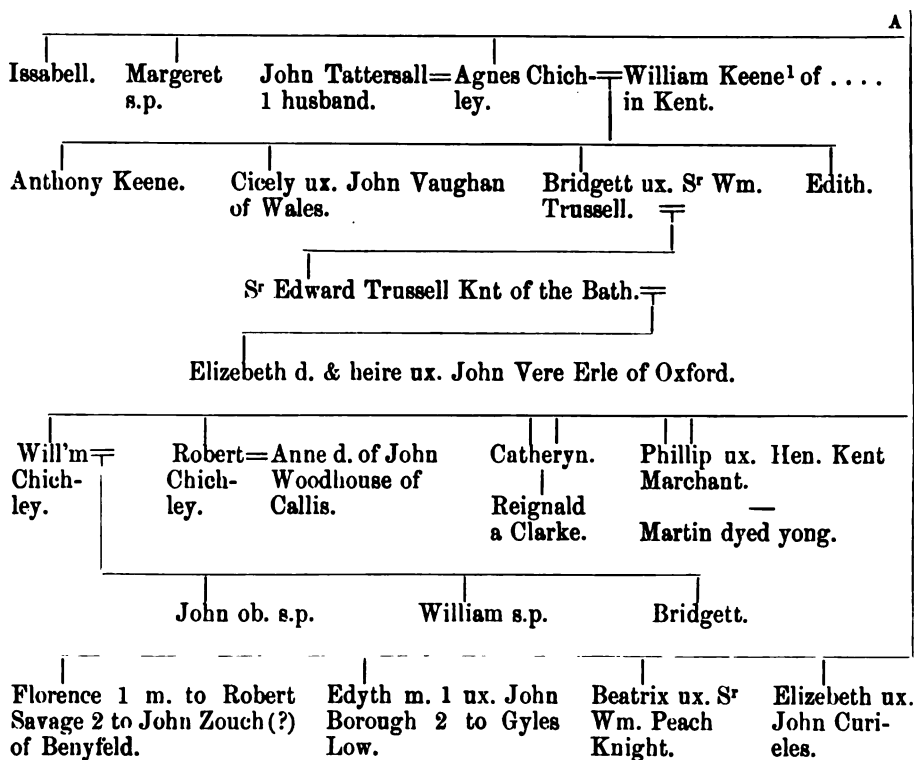 A
Issabell.
Margeret
s.p.
John Tattersall=Agnes Chich-=William Keene¹ of . . . .
1 husband.
ley.
in Kent.
Anthony Keene.
Cicely ux. John Vaughan
of Wales.
Bridgett ux. Sʳ Wm.
Trussell.
Edith.
Sʳ Edward Trussell Knt of the Bath.
Elizebeth d. & heire ux. John Vere Erle of Oxford.
Will'm
Chich-
ley.
Robert=Anne d. of John
Chich-
ley.
Woodhouse of
Callis.
Catheryn.
Reignald
a Clarke.
Phillip ux. Hen. Kent
Marchant.
Martin dyed yong.
John ob. s.p.
William s.p.
Bridgett.
Florence 1 m. to Robert
Savage 2 to John Zouch (?)
of Benyfeld.
Edyth m. 1 ux. John
Borough 2 to Gyles
Low.
Beatrix ux. Sʳ
Wm. Peach
Knight.
Elizebeth ux.
John Curi-
eles.